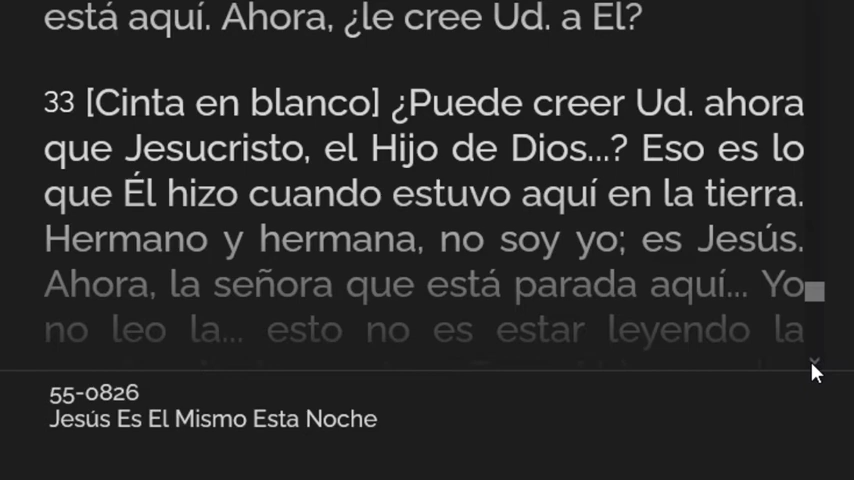 está aquí. Ahora, ¿le cree Ud. a Él?
33 [Cinta en blanco] ¿Puede creer Ud. ahora
que Jesucristo, el Hijo de Dios...? Eso es lo
que Él hizo cuando estuvo aquí en la tierra.
Hermano y hermana, no soy yo; es Jesús.
Ahora, la señora que está parada aquí... Yo
no leo la... esto no es estar leyendo la
55-0826
Jesús Es El Mismo Esta Noche